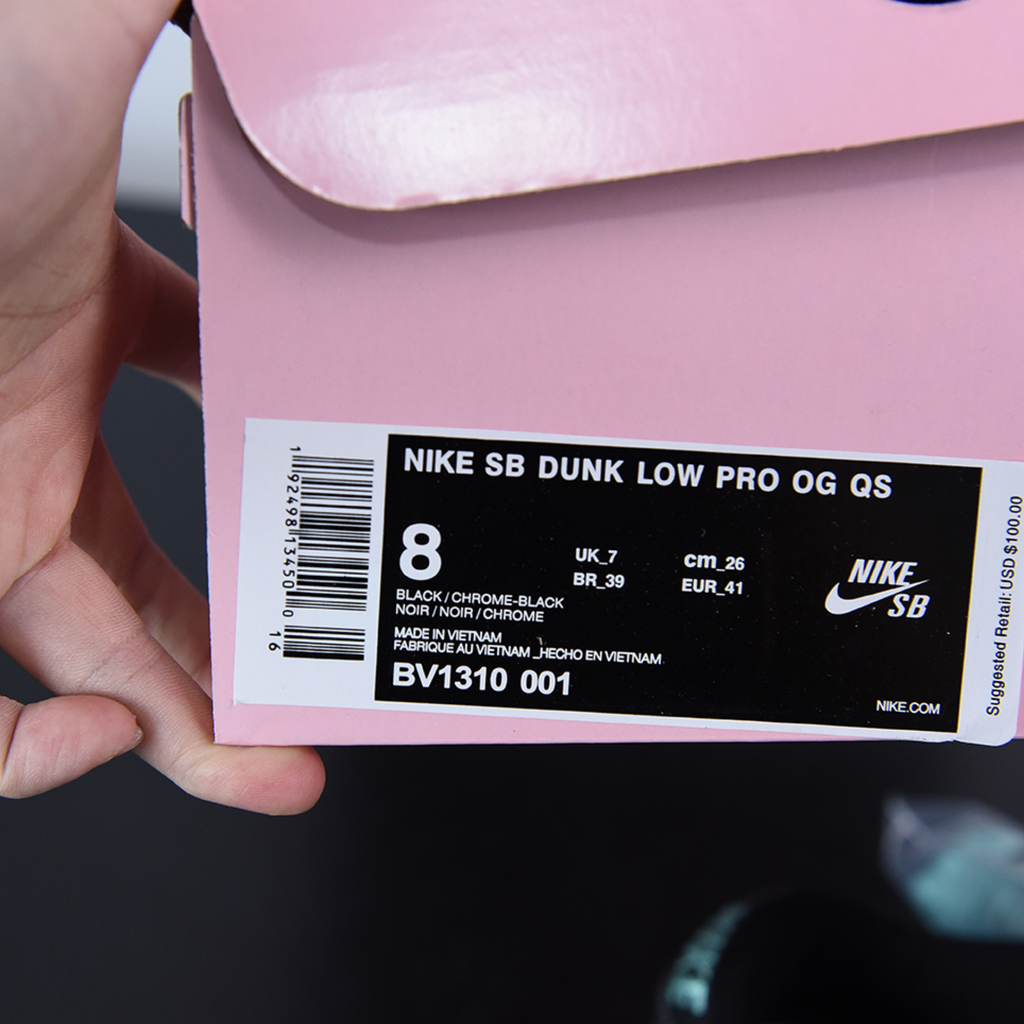 NIKE SB DUNK LOW PRO OG QS
8
UK_7
cm_26
BR_39
EUR_41
BLACK / CHROME-BLACK
NOIR / NOIR / CHROME
MADE IN VIETNAM
FABRIQUE AU VIETNAM _HECHO EN VIETNAM
BV1310 001
NIKE
SB
NIKE.COM
1 92498 13450 0
16
Suggested Retail: USD $100.00